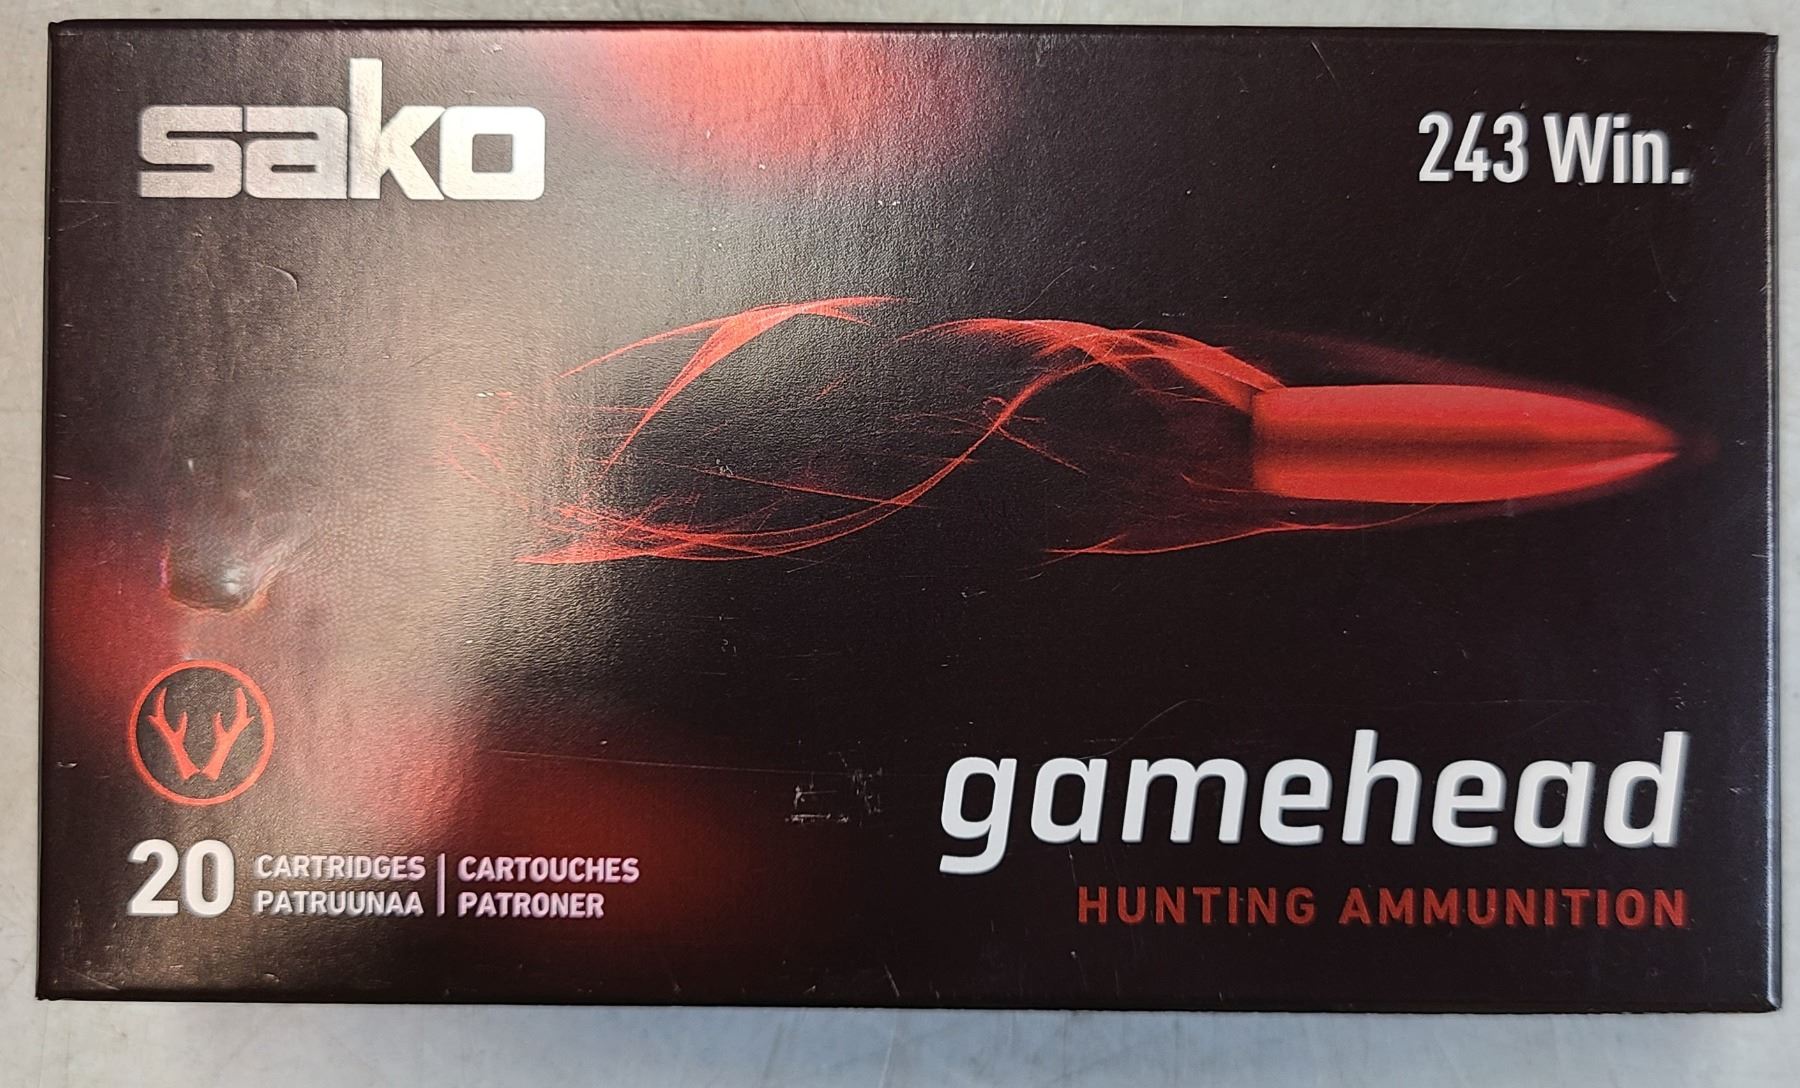 sako
243 Win.
gamehead
HUNTING AMMUNITION
20
CARTRIDGES | CARTOUCHES
PATRUUNAA | PATRONER